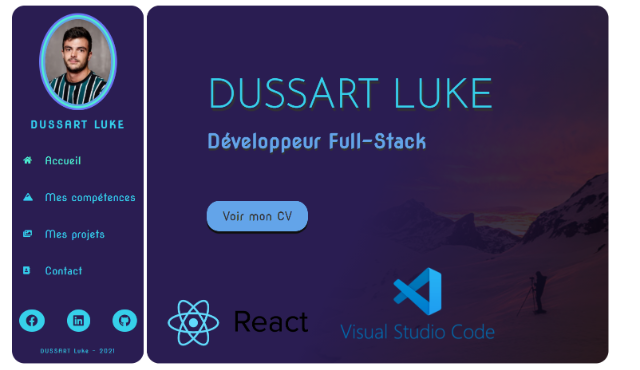 DUSSART LUKE
Accueil
Mes compétences
Mes projets
Contact
DUSSART Luke - 2021
DUSSART LUKE
Développeur Full-Stack
Voir mon CV
React
Visual Studio Code